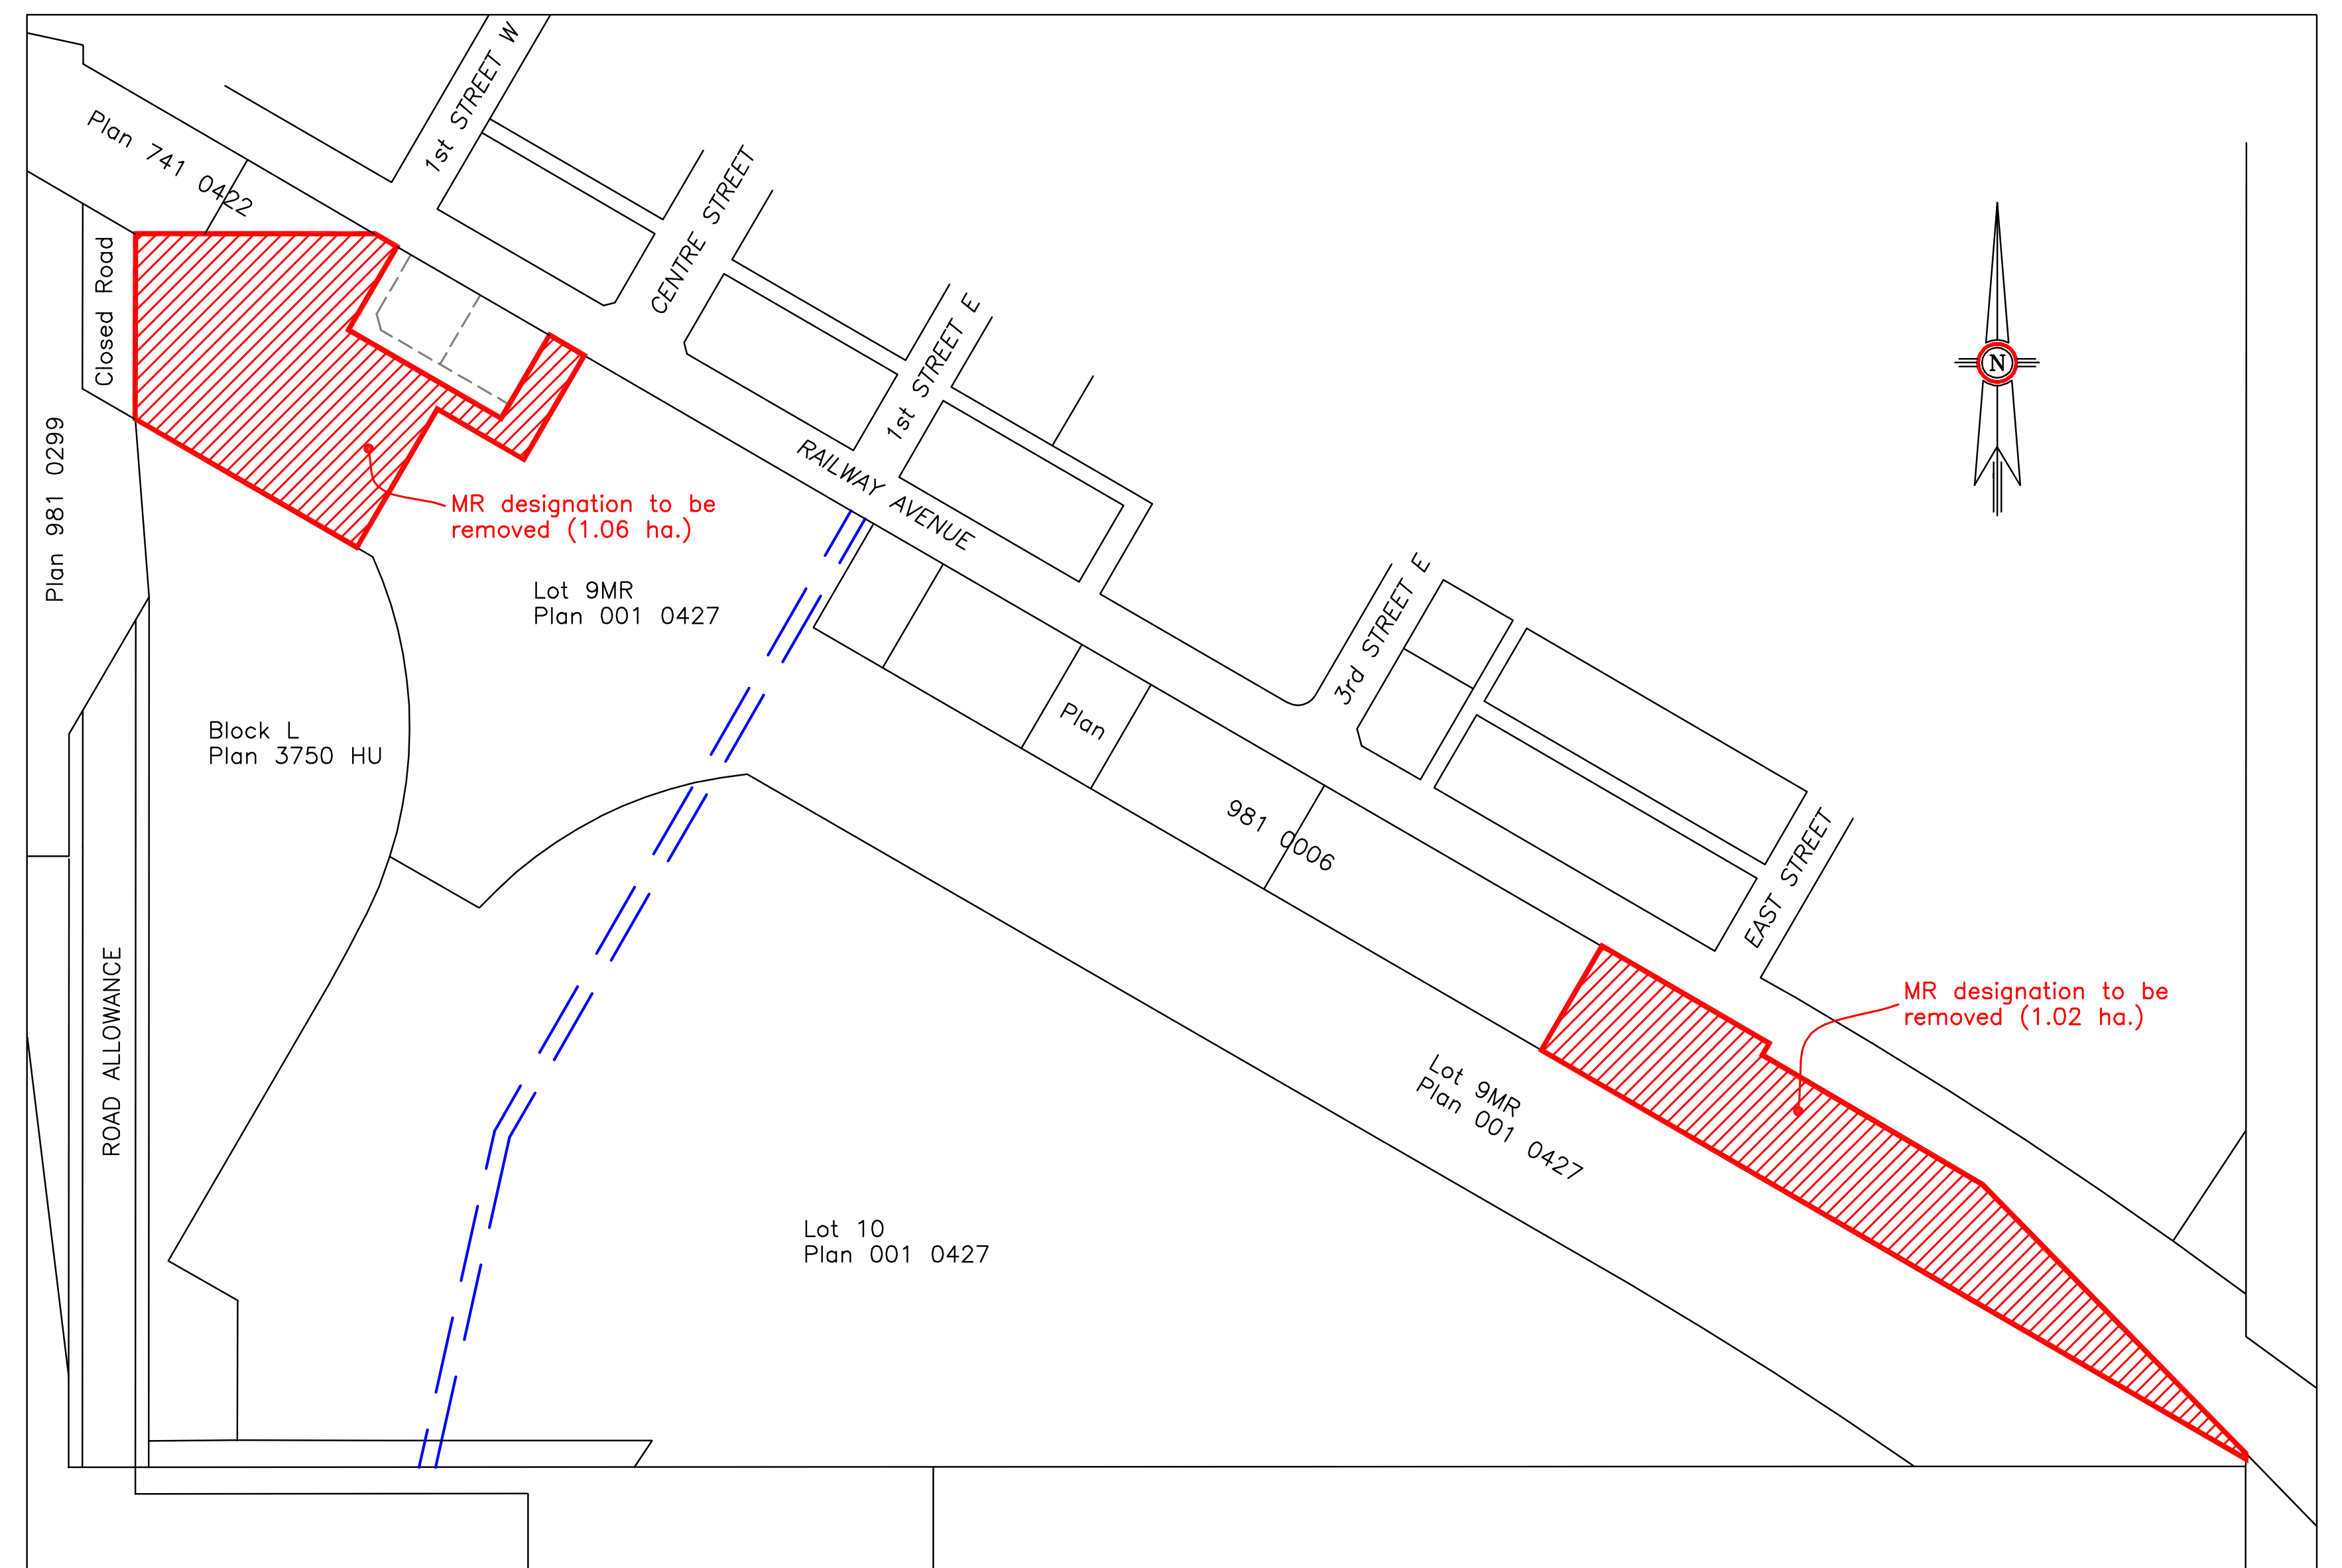 1st STREET W
Plan 741 0422
CENTRE STREET
Closed Road
1st STREET E
N
Plan 981 0299
RAILWAY AVENUE
MR designation to be
removed (1.06 ha.)
Lot 9MR
Plan 001 0427
3rd STREET E
Block L
Plan 3750 HU
Plan
981 0006
EAST STREET
ROAD ALLOWANCE
MR designation to be
removed (1.02 ha.)
Lot 9MR
Plan 001 0427
Lot 10
Plan 001 0427